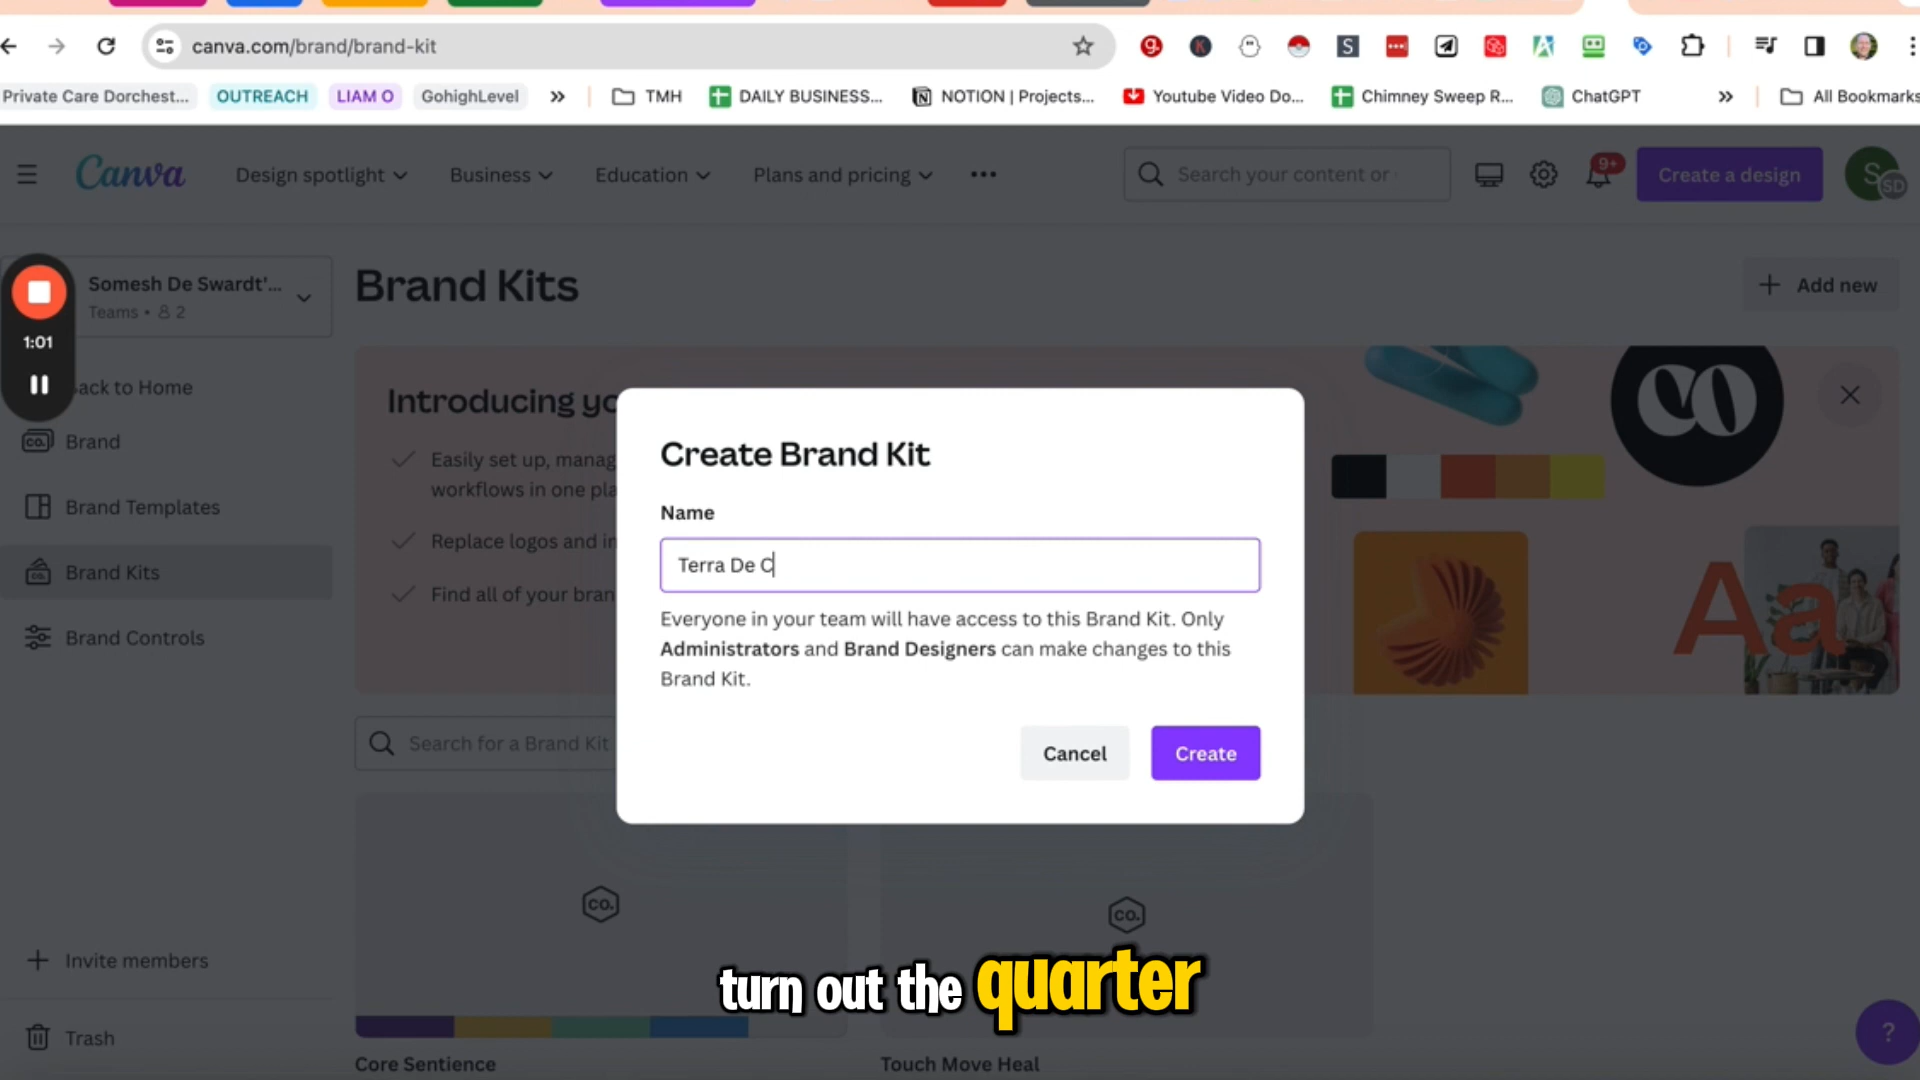 canva.com/brand/brand-kit
Private Care Dorchest...
OUTREACH
LIAM O
GohighLevel
TMH
DAILY BUSINESS...
NOTION | Projects...
Youtube Video Do...
Chimney Sweep R...
ChatGPT
All Bookmarks
Canva
Design spotlight
Business
Education
Plans and pricing
Search your content or
9+
Create a design
S
SD
Somesh De Swardt'...
Teams • 2
1:01
Back to Home
Brand
Brand Templates
Brand Kits
Brand Controls
Invite members
Trash
Brand Kits
Add new
Introducing yo
Easily set up, manag
workflows in one pla
Replace logos and in
Find all of your bran
CO
Aa
Search for a Brand Kit
Create Brand Kit
Name
Terra De C
Everyone in your team will have access to this Brand Kit. Only
Administrators and Brand Designers can make changes to this
Brand Kit.
Cancel
Create
co.
co.
Core Sentience
Touch Move Heal
turn out the quarter
?